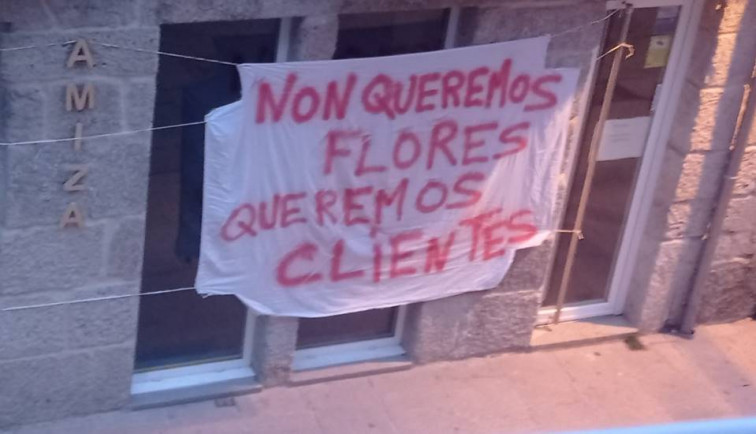 AMIZA
NON QUEREMOS
FLORES
QUEREMOS
CLIENTES